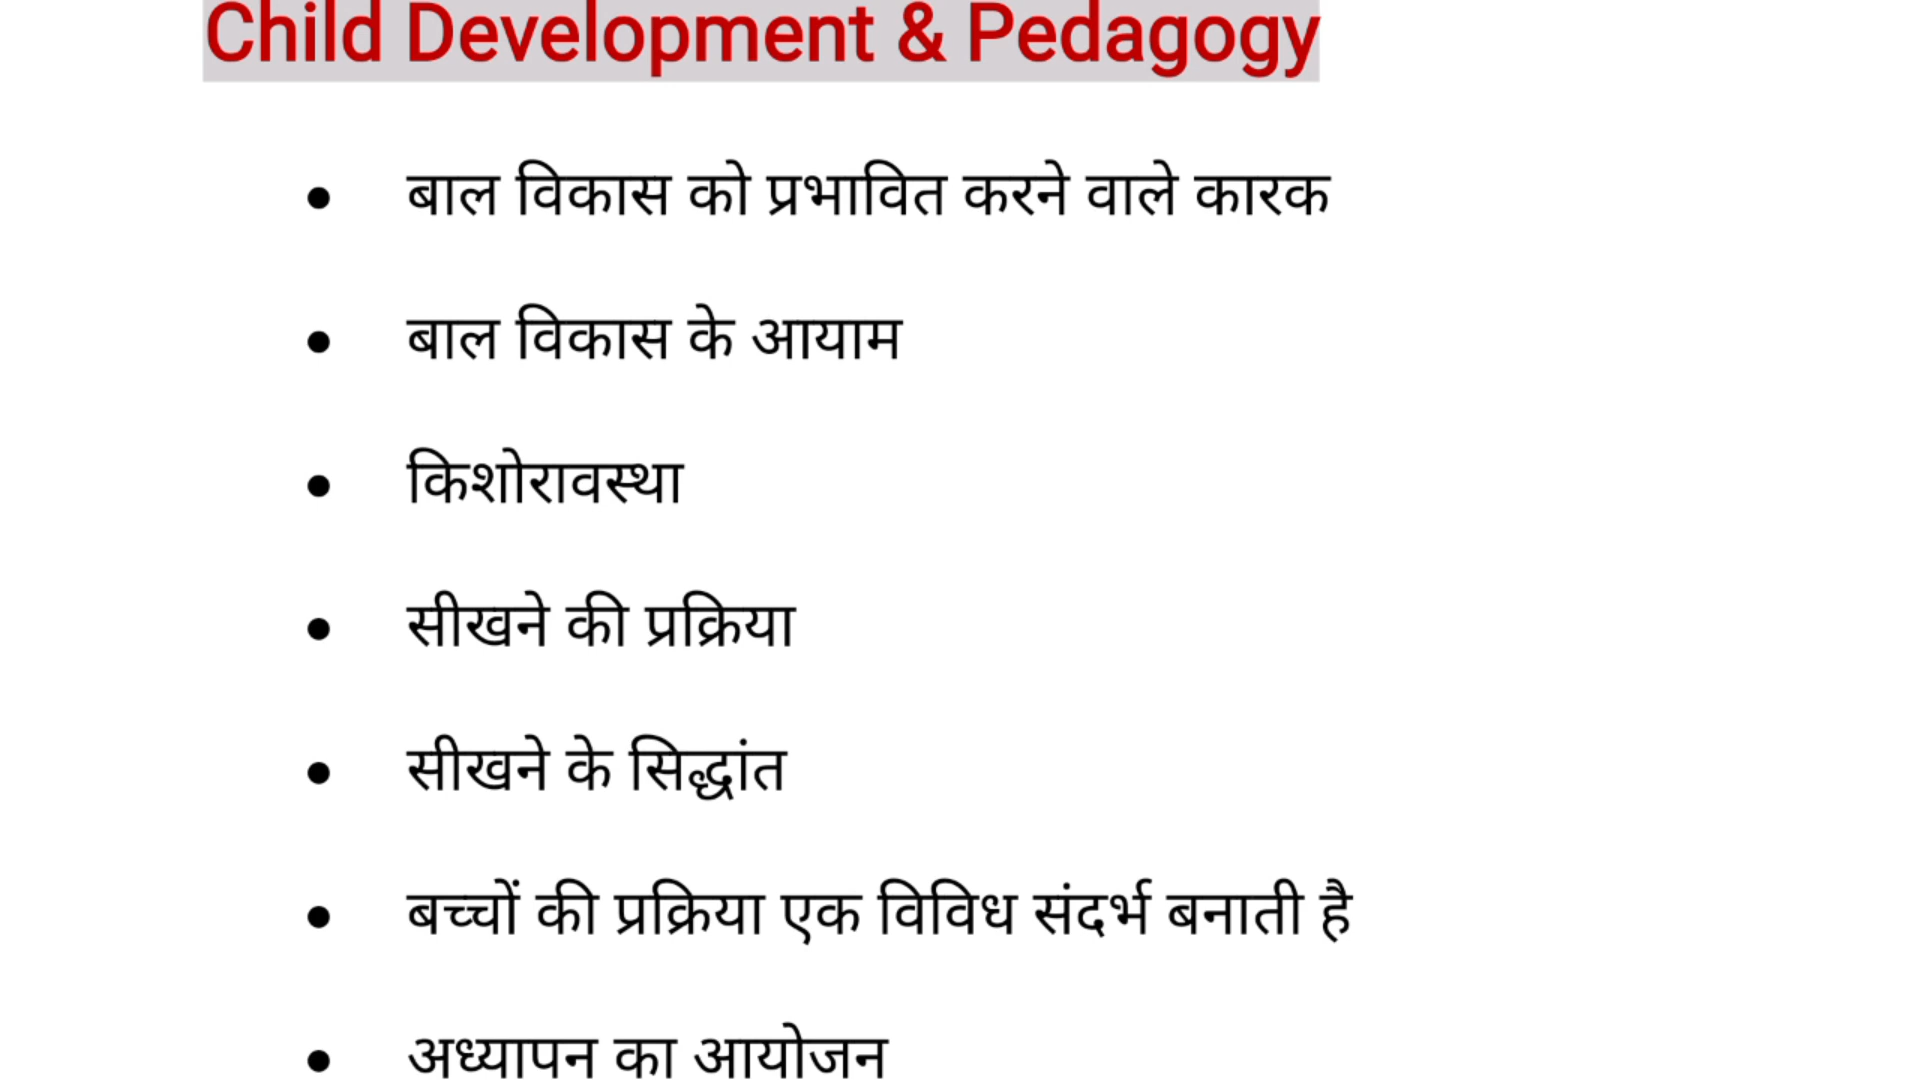 Child Development & Pedagogy
• बाल विकास को प्रभावित करने वाले कारक
• बाल विकास के आयाम
• किशोरावस्था
• सीखने की प्रक्रिया
• सीखने के सिद्धांत
• बच्चों की प्रक्रिया एक विविध संदर्भ बनाती है
• अध्यापन का आयोजन